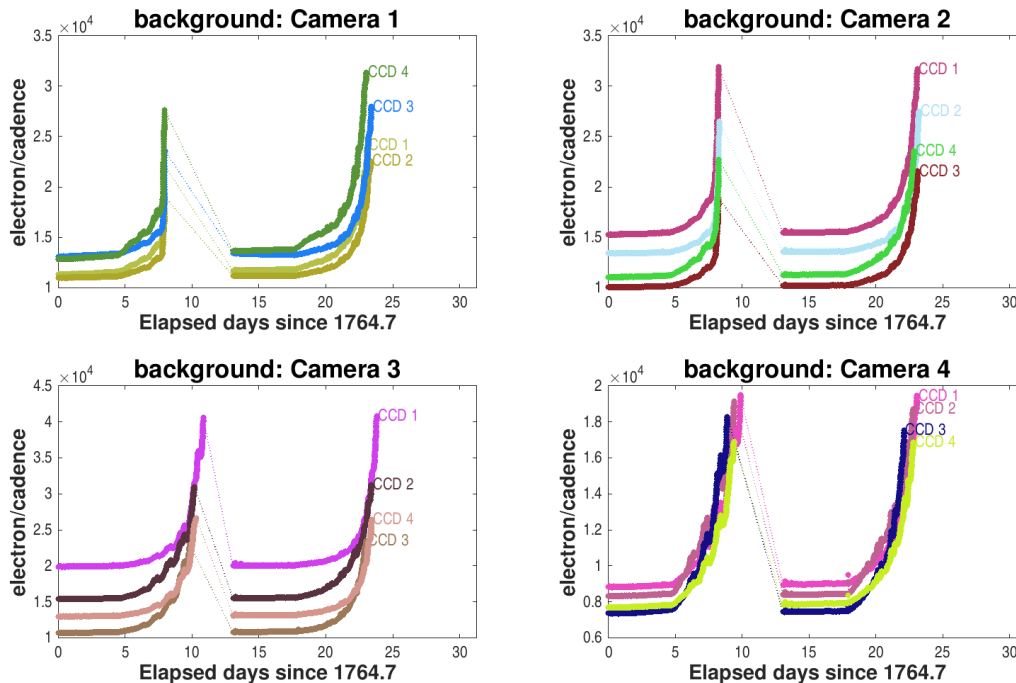 background: Camera 1
×10⁴
3.5
3
2.5
2
1.5
1
electron/cadence
CCD 4
CCD 3
CCD 1
CCD 2
0 5 10 15 20 25 30
Elapsed days since 1764.7
background: Camera 2
×10⁴
3.5
3
2.5
2
1.5
1
electron/cadence
CCD 1
CCD 2
CCD 4
CCD 3
0 5 10 15 20 25 30
Elapsed days since 1764.7
background: Camera 3
×10⁴
4.5
4
3.5
3
2.5
2
1.5
1
electron/cadence
CCD 1
CCD 2
CCD 4
CCD 3
0 5 10 15 20 25 30
Elapsed days since 1764.7
background: Camera 4
×10⁴
2
1.8
1.6
1.4
1.2
1
0.8
0.6
electron/cadence
CCD 1
CCD 2
CCD 3
CCD 4
0 5 10 15 20 25 30
Elapsed days since 1764.7